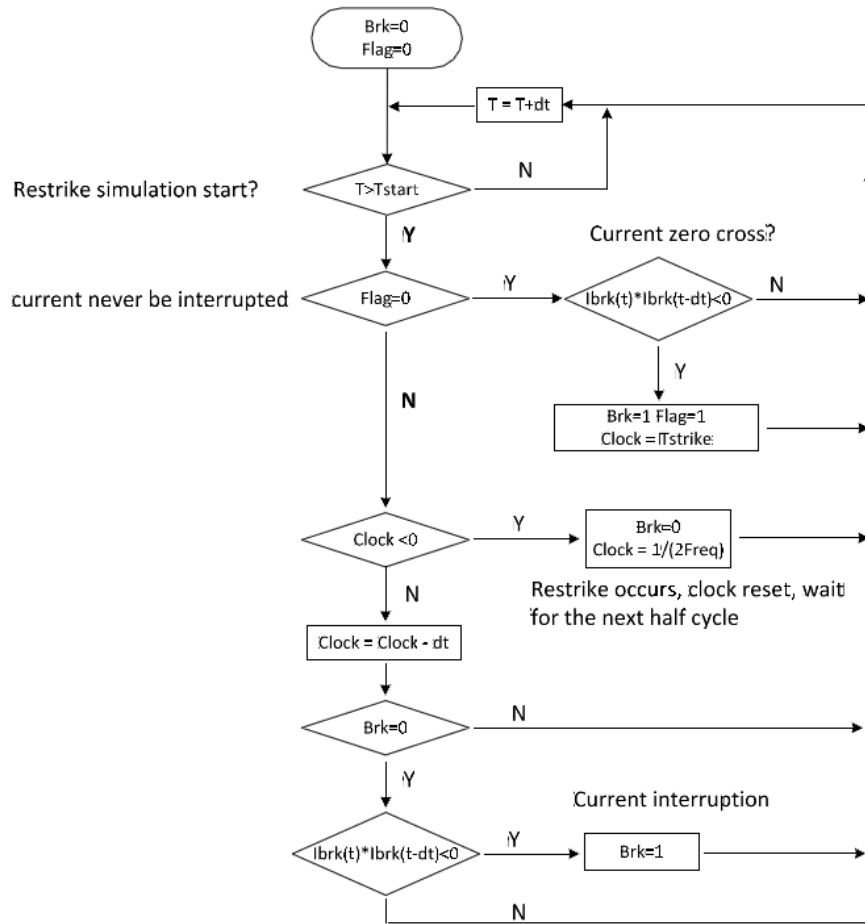 Brk=0
Flag=0
T = T+dt
N
Restrike simulation start?
T>Tstart
Y
Current zero cross?
current never be interrupted
Flag=0
Y
Ibrk(t)*Ibrk(t-dt)<0
N
Y
N
Brk=1 Flag=1
Clock = Tstrike
Clock <0
Y
Brk=0
Clock = 1/(2Freq)
N
Restrike occurs, clock reset, wait
for the next half cycle
Clock = Clock - dt
Brk=0
N
Y
Current interruption
Ibrk(t)*Ibrk(t-dt)<0
Y
Brk=1
N